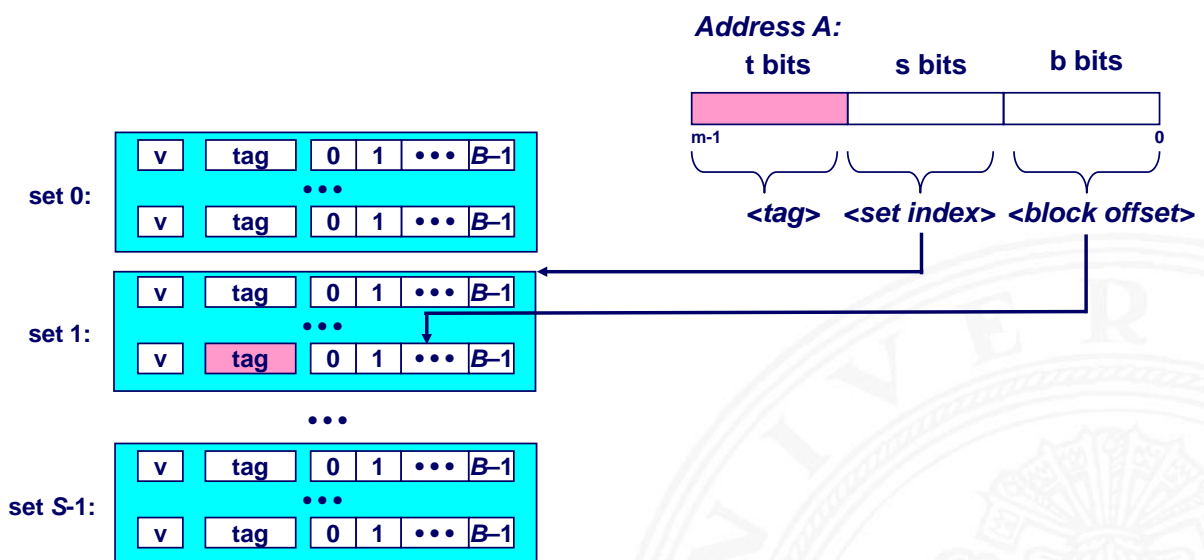 Address A:
t bits s bits b bits
m-1 0
<tag> <set index> <block offset>
set 0:
v tag 0 1 ••• B–1
•••
v tag 0 1 ••• B–1
set 1:
v tag 0 1 ••• B–1
•••
v tag 0 1 ••• B–1
•••
set S-1:
v tag 0 1 ••• B–1
•••
v tag 0 1 ••• B–1
I V E R